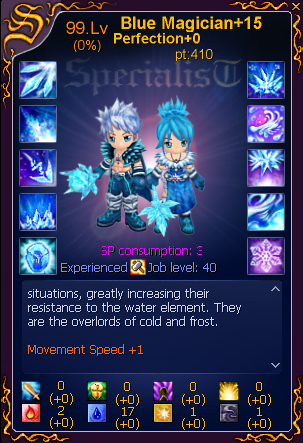 99.Lv Blue Magician+15
(0%) Perfection+0
pt:410
SpecialisT
SP consumption: 3
Experienced Job level: 40
situations, greatly increasing their
resistance to the water element. They
are the overlords of cold and frost.
Movement Speed +1
0 0 0 0
(+0) (+0) (+0) (+0)
2 17 1 1
(+0) (+0) (+0) (+0)